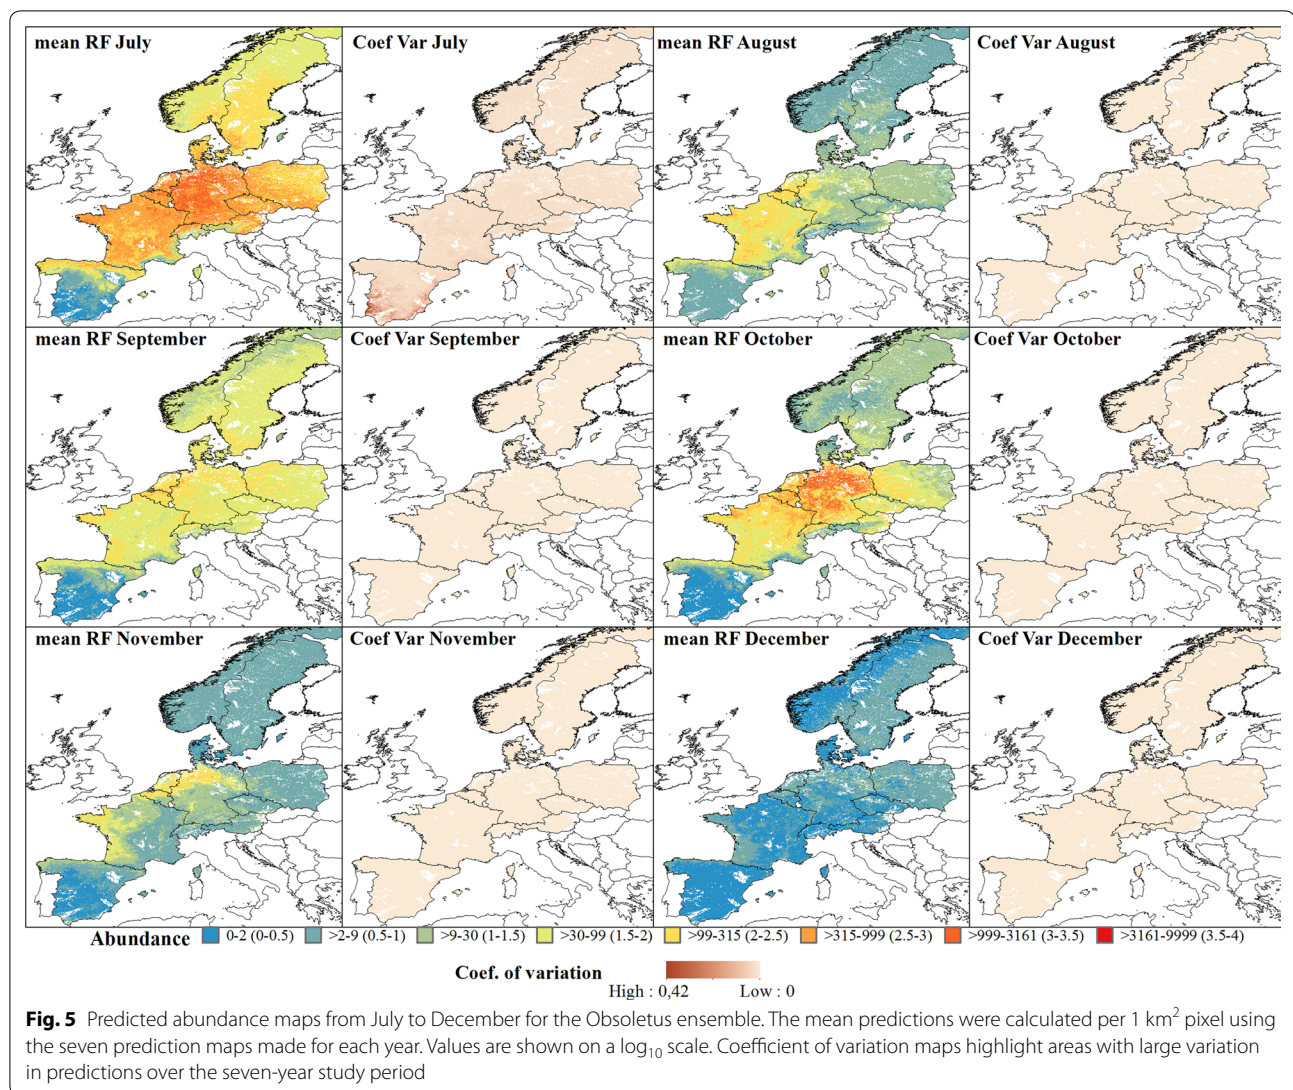 mean RF July
Coef Var July
mean RF August
Coef Var August
mean RF September
Coef Var September
mean RF October
Coef Var October
mean RF November
Coef Var November
mean RF December
Coef Var December
Abundance 0-2 (0-0.5) >2-9 (0.5-1) >9-30 (1-1.5) >30-99 (1.5-2) >99-315 (2-2.5) >315-999 (2.5-3) >999-3161 (3-3.5) >3161-9999 (3.5-4)
Coef. of variation
High : 0,42 Low : 0
Fig. 5 Predicted abundance maps from July to December for the Obsoletus ensemble. The mean predictions were calculated per 1 km² pixel using
the seven prediction maps made for each year. Values are shown on a log₁₀ scale. Coefficient of variation maps highlight areas with large variation
in predictions over the seven-year study period